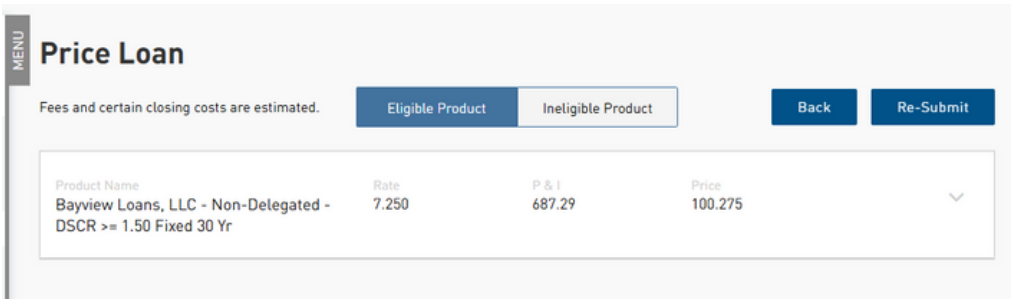 MENU
Price Loan
Fees and certain closing costs are estimated.
Eligible Product
Ineligible Product
Back
Re-Submit
Product Name
Rate
P & I
Price
Bayview Loans, LLC - Non-Delegated -
7.250
687.29
100.275
DSCR >= 1.50 Fixed 30 Yr